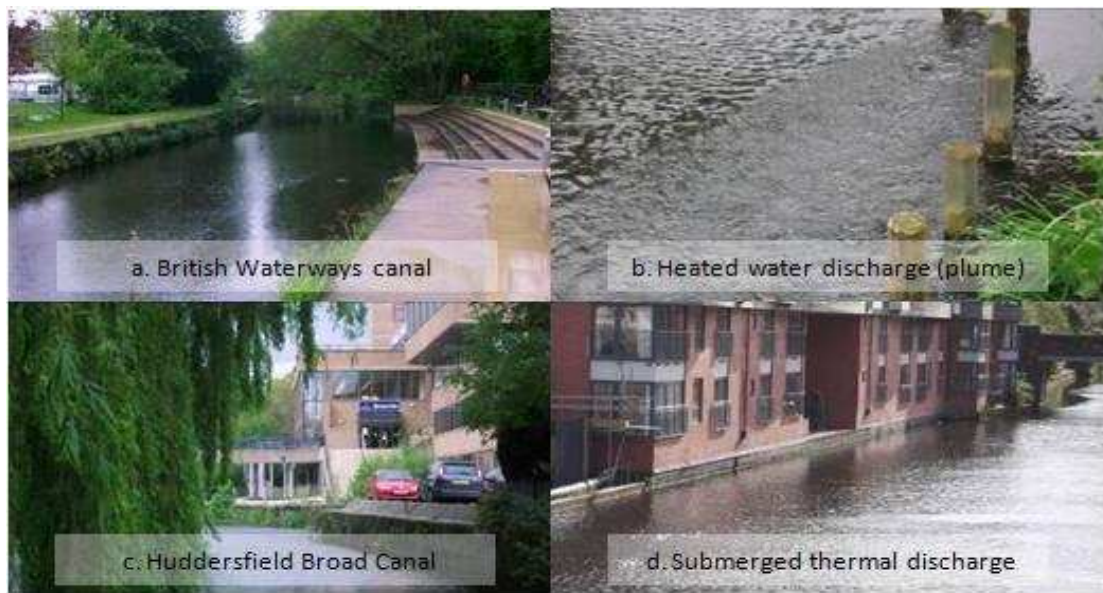 a. British Waterways canal
b. Heated water discharge (plume)
c. Huddersfield Broad Canal
d. Submerged thermal discharge